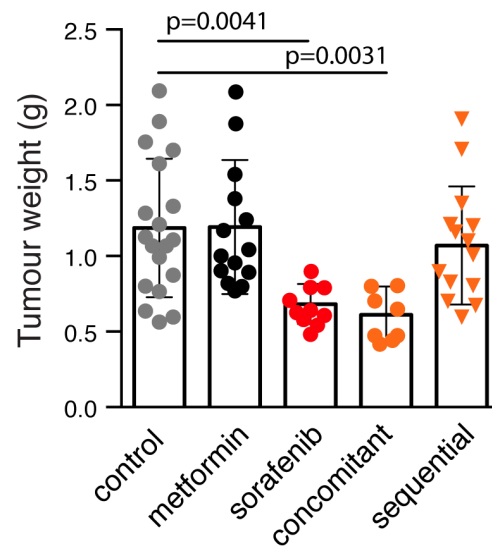 2.5
p=0.0041
p=0.0031
2.0
1.5
1.0
0.5
0.0
Tumour weight (g)
control
metformin
sorafenib
concomitant
sequential